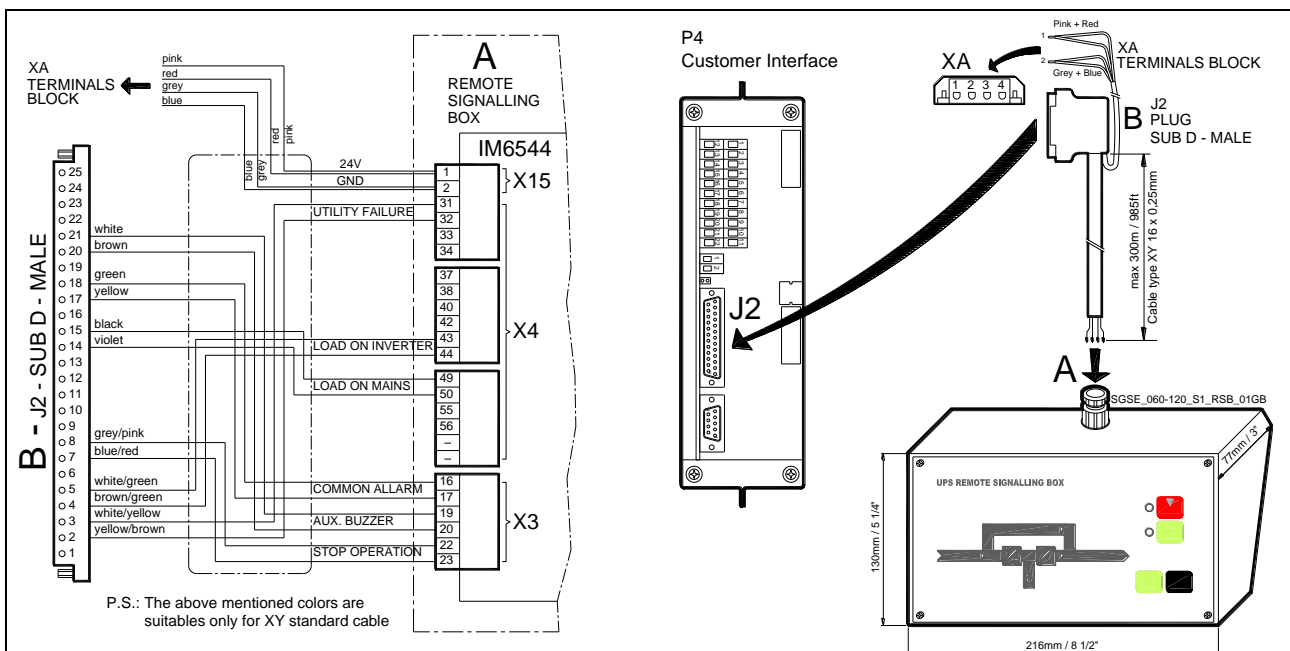 XA
TERMINALS
BLOCK
pink
red
grey
blue
red
pink
blue
grey
A
REMOTE
SIGNALLING
BOX
IM6544
24V
GND
UTILITY FAILURE
LOAD ON INVERTER
LOAD ON MAINS
COMMON ALLARM
AUX. BUZZER
STOP OPERATION
1
2
31
32
33
34
37
38
40
42
43
44
49
50
55
56
–
–
16
17
19
20
22
23
X15
X4
X3
B - J2 - SUB D - MALE
25
24
23
22
21
20
19
18
17
16
15
14
13
12
11
10
9
8
7
6
5
4
3
2
1
white
brown
green
yellow
black
violet
grey/pink
blue/red
white/green
brown/green
white/yellow
yellow/brown
P.S.: The above mentioned colors are
suitables only for XY standard cable
P4
Customer Interface
XA
1 2 3 4
J2
Pink + Red
1
2
Grey + Blue
XA
TERMINALS BLOCK
B
J2
PLUG
SUB D - MALE
max 300m / 985ft
Cable type XY 16 x 0,25mm
A
SGSE_060-120_S1_RSB_01GB
77mm / 3"
UPS REMOTE SIGNALLING BOX
130mm / 5 1/4"
216mm / 8 1/2"